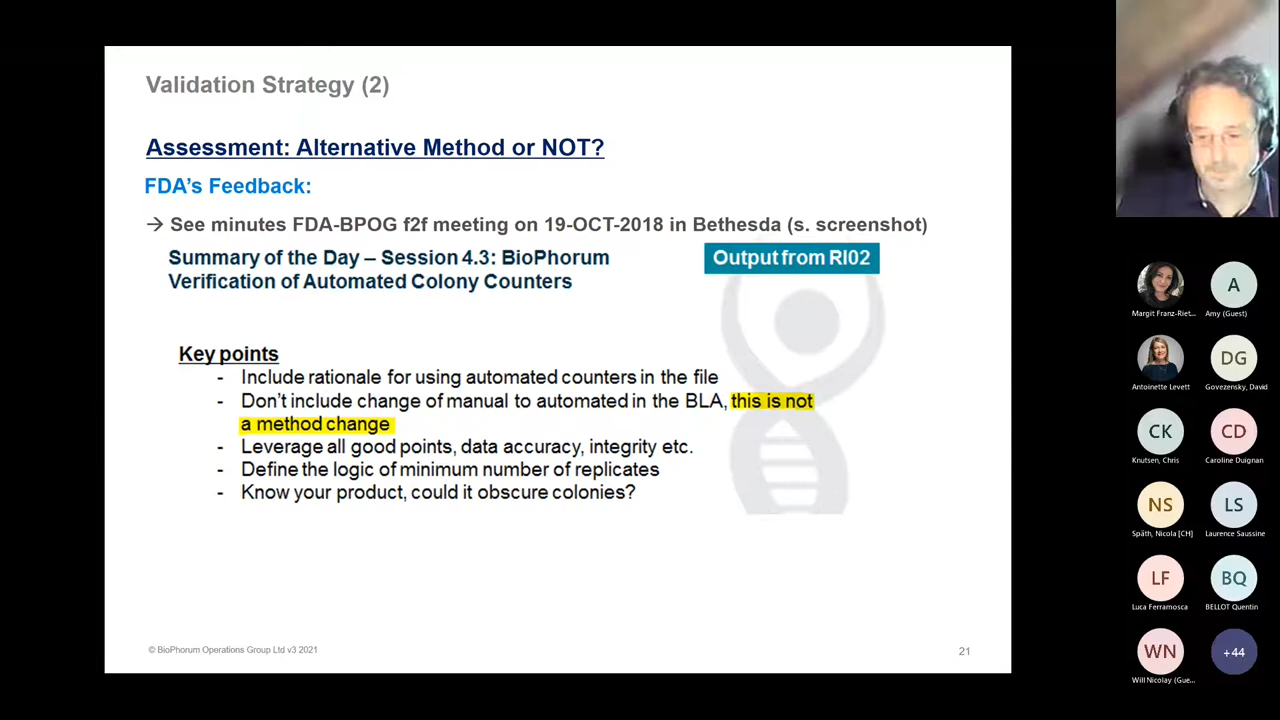 Validation Strategy (2)
Assessment: Alternative Method or NOT?
FDA's Feedback:
→ See minutes FDA-BPOG f2f meeting on 19-OCT-2018 in Bethesda (s. screenshot)
Summary of the Day – Session 4.3: BioPhorum
Verification of Automated Colony Counters
Output from RI02
Key points
- Include rationale for using automated counters in the file
- Don't include change of manual to automated in the BLA, this is not
a method change
- Leverage all good points, data accuracy, integrity etc.
- Define the logic of minimum number of replicates
- Know your product, could it obscure colonies?
© BioPhorum Operations Group Ltd v3 2021
21
Margit Franz-Riet...
A
Amy (Guest)
Antoinette Levett
DG
Govezensky, David
CK
Knutsen, Chris
CD
Caroline Duignan
NS
Späth, Nicola [CH]
LS
Laurence Saussine
LF
Luca Ferramosca
BQ
BELLOT Quentin
WN
Will Nicolay (Gue...
+44